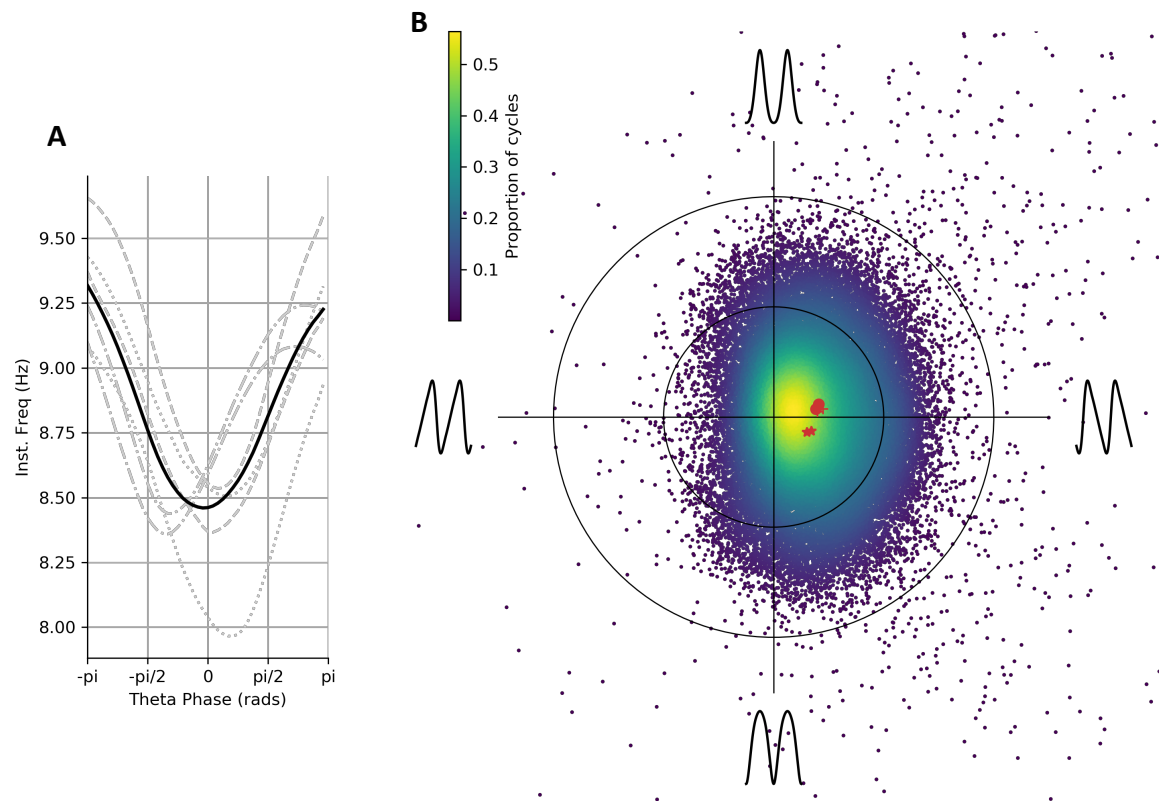 A
9.50
9.25
9.00
8.75
8.50
8.25
8.00
Inst. Freq (Hz)
-pi -pi/2 0 pi/2 pi
Theta Phase (rads)
B
0.5
0.4
0.3
0.2
0.1
Proportion of cycles